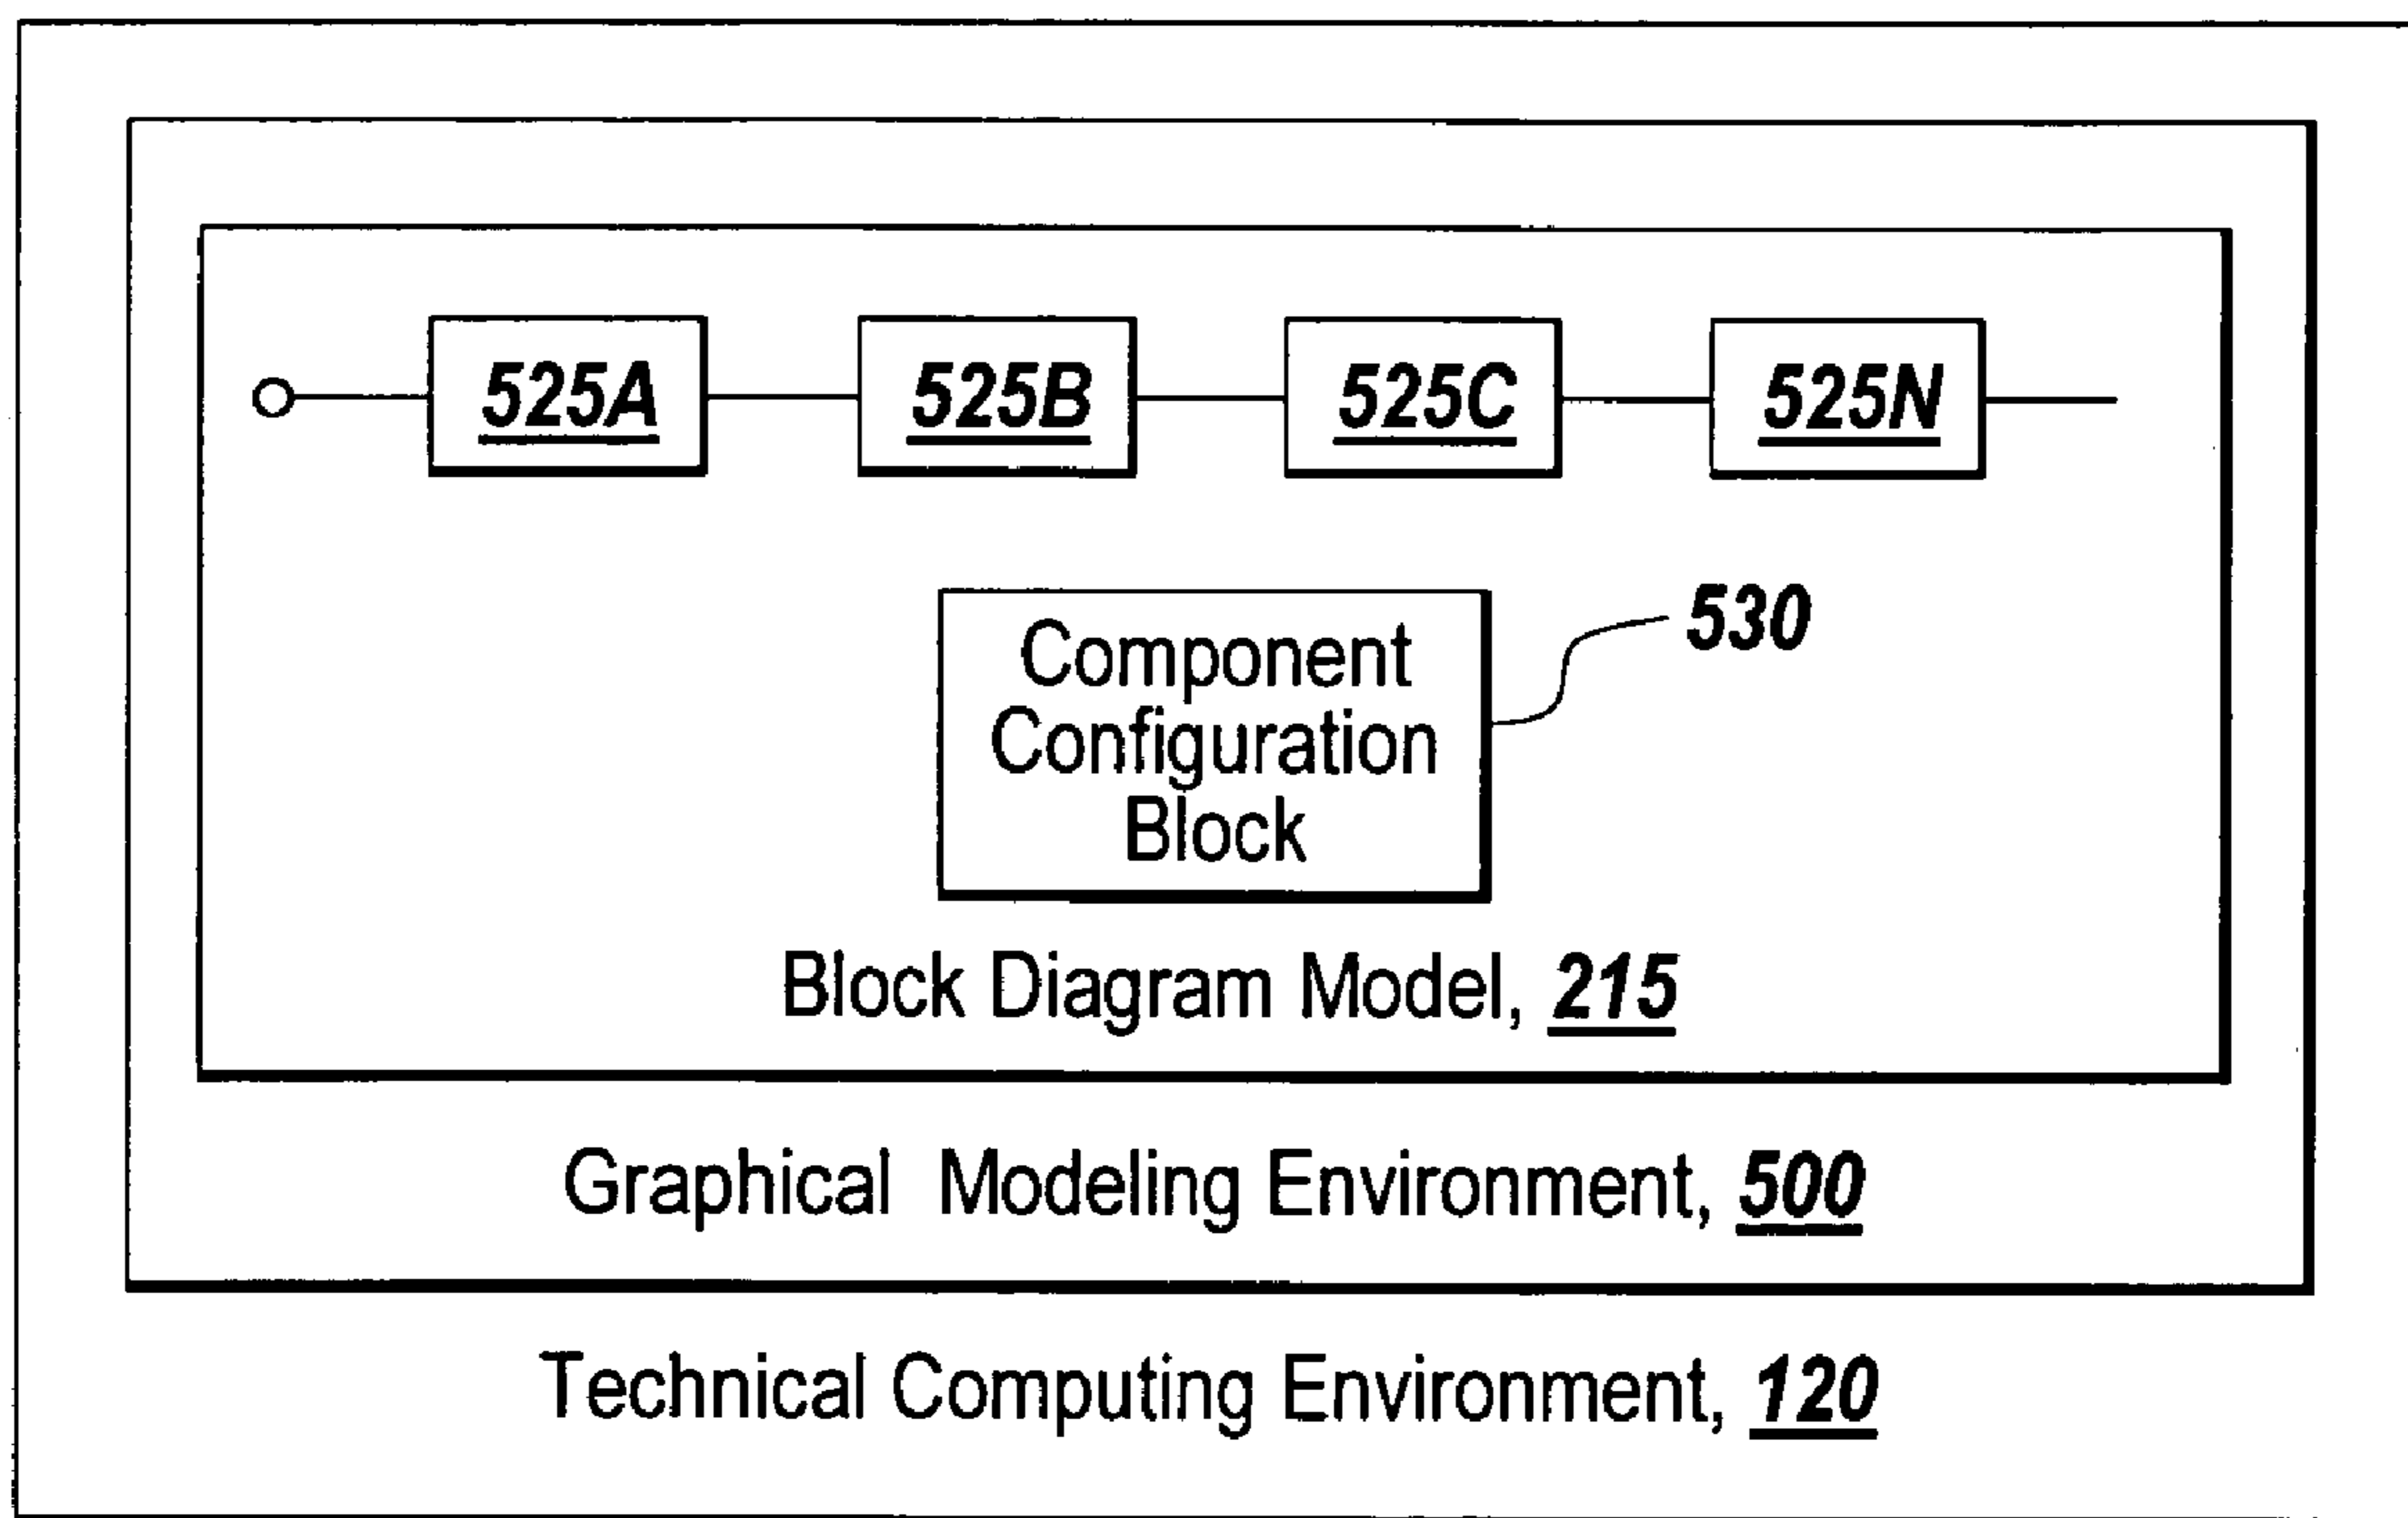 525A 525B 525C 525N
530
Component
Configuration
Block
Block Diagram Model, 215
Graphical Modeling Environment, 500
Technical Computing Environment, 120